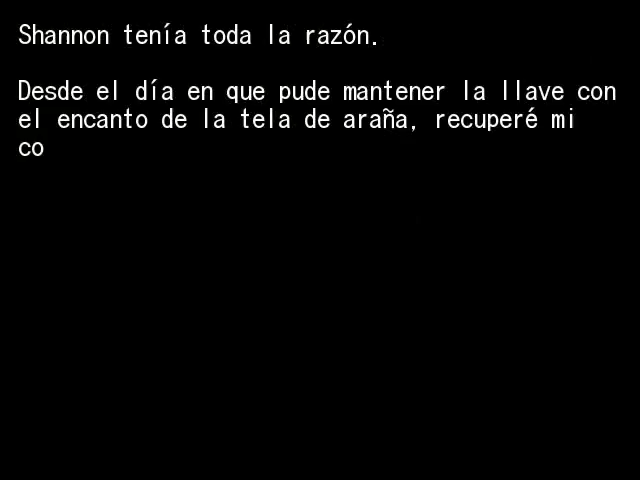 Shannon tenía toda la razón.
Desde el día en que pude mantener la llave con
el encanto de la tela de araña, recuperé mi
co